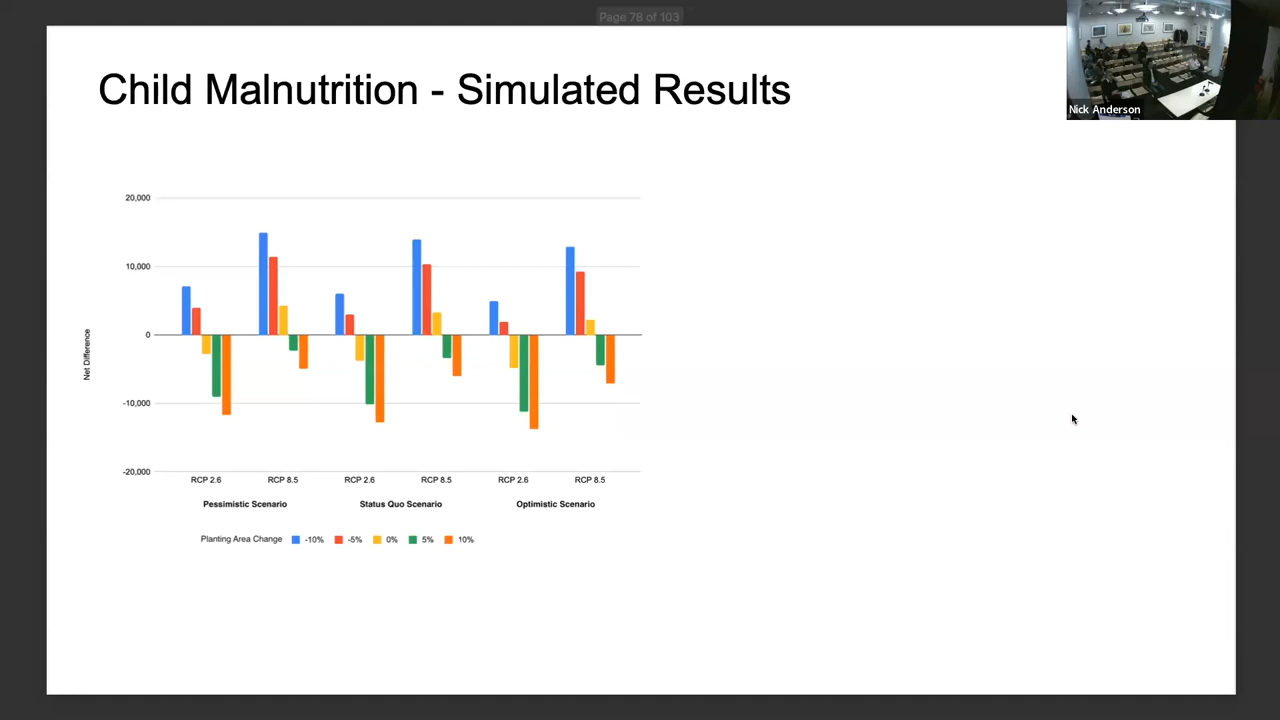 Page 78 of 103
Nick Anderson
Child Malnutrition - Simulated Results
20,000
10,000
0
-10,000
-20,000
Net Difference
RCP 2.6 RCP 8.5 RCP 2.6 RCP 8.5 RCP 2.6 RCP 8.5
Pessimistic Scenario Status Quo Scenario Optimistic Scenario
Planting Area Change -10% -5% 0% 5% 10%